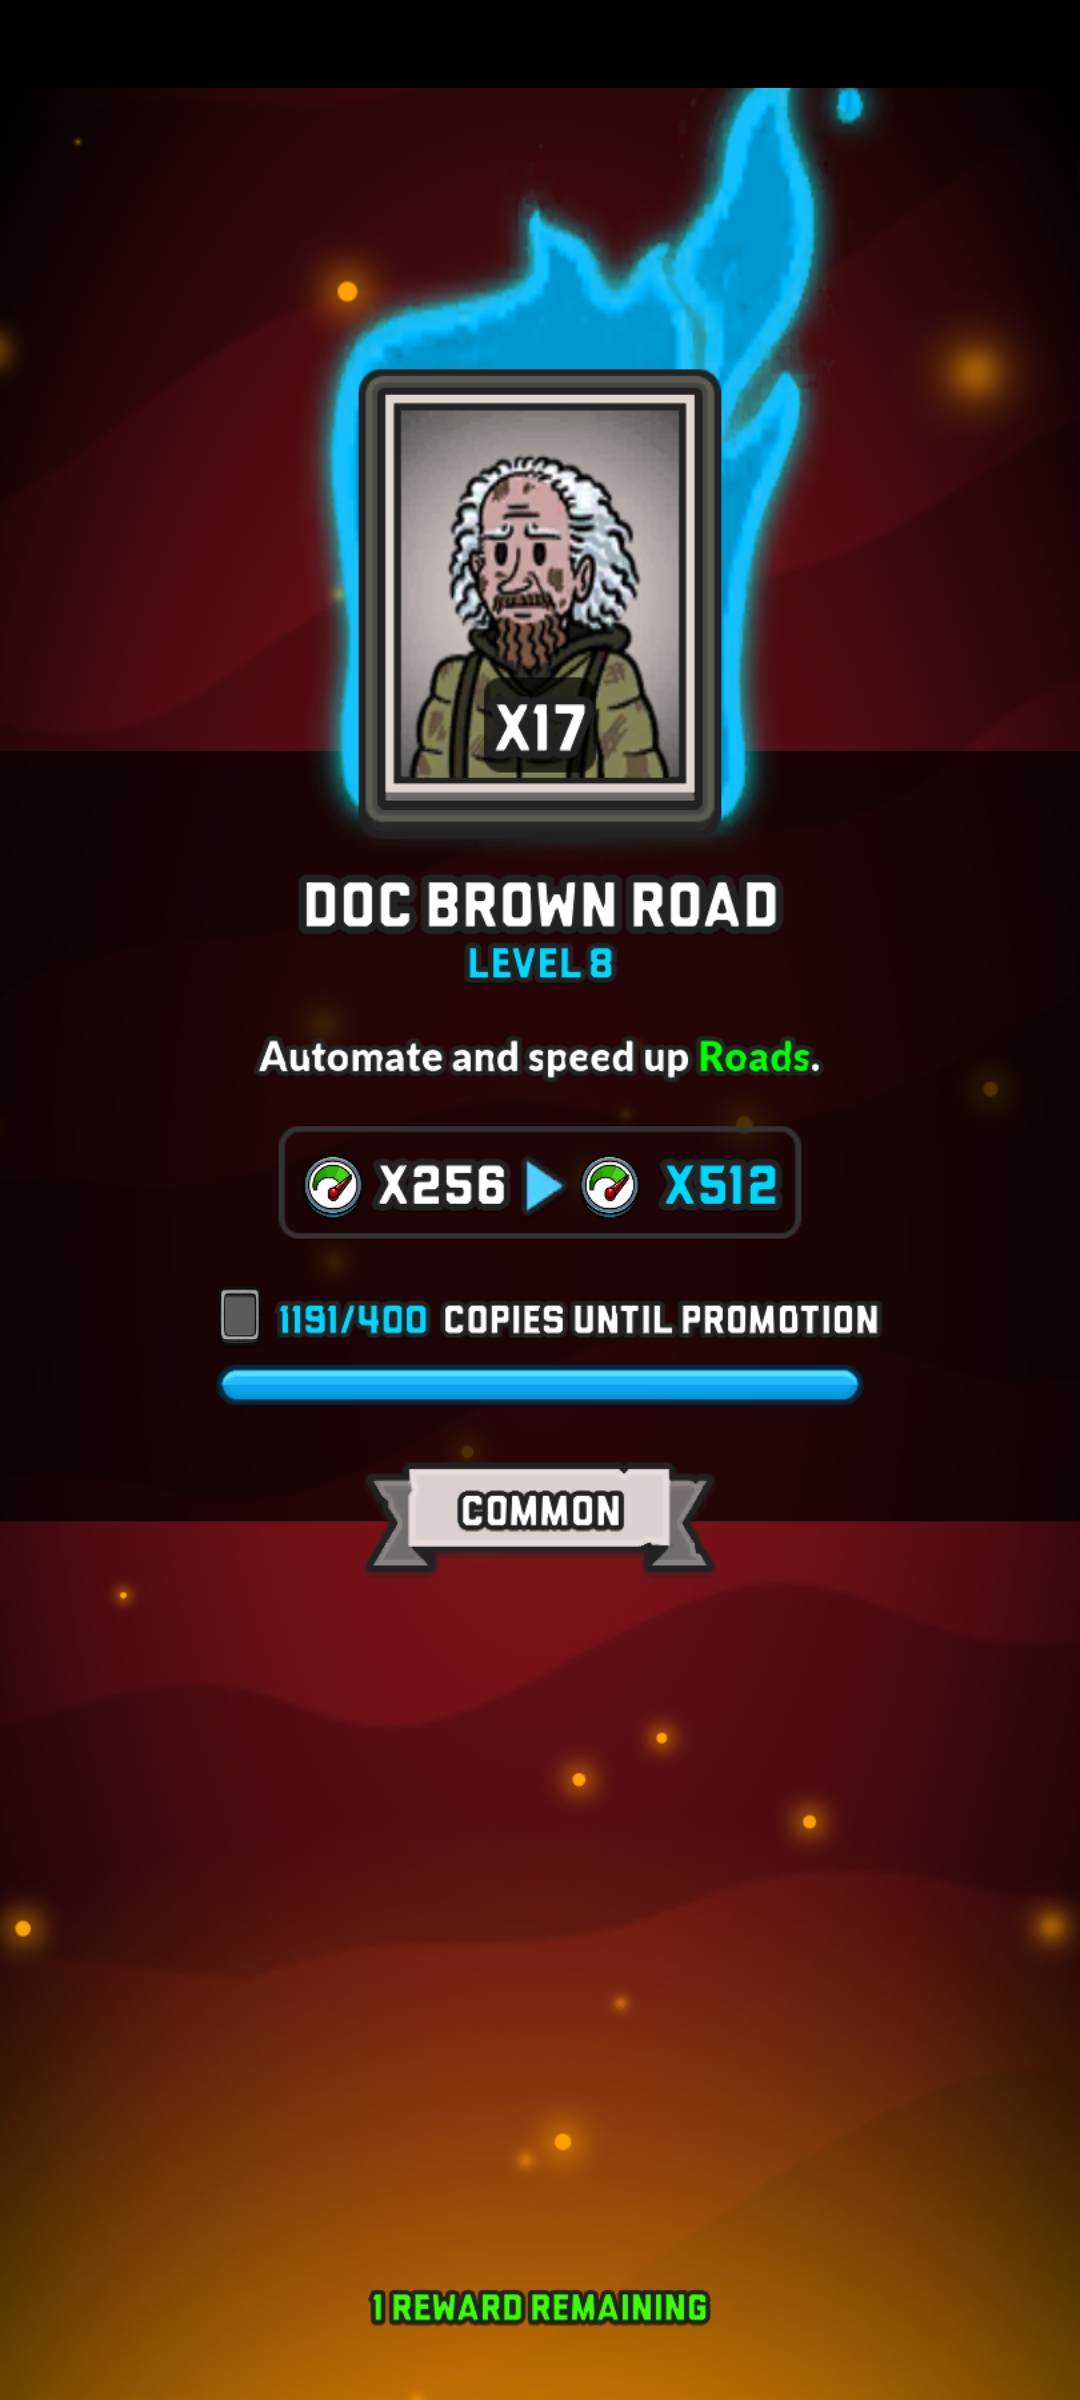 X17
DOC BROWN ROAD
LEVEL 8
Automate and speed up Roads.
X256 X512
1191/400 COPIES UNTIL PROMOTION
COMMON
1 REWARD REMAINING